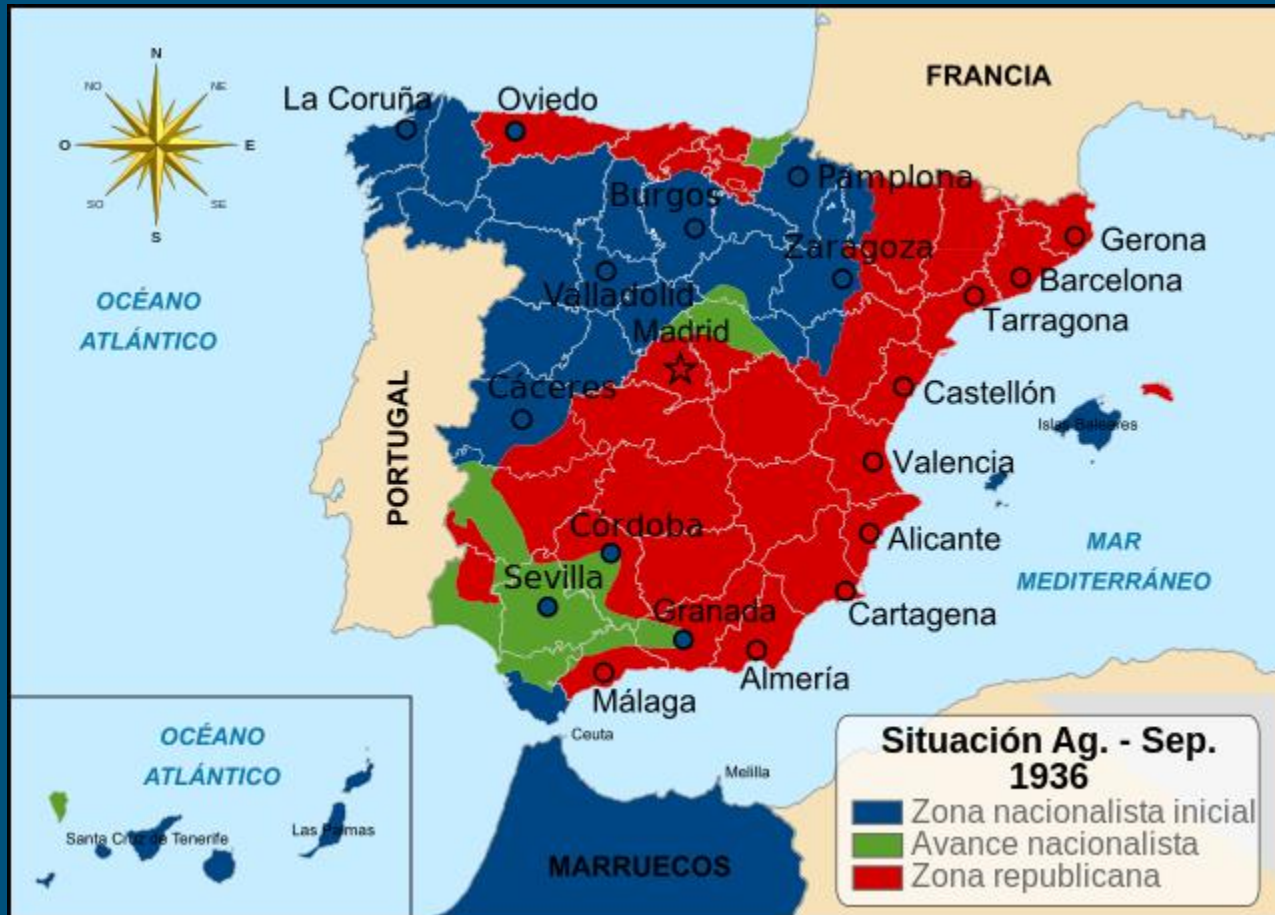 N
NO
NE
O
E
SO
SE
S
FRANCIA
La Coruña
Oviedo
Pamplona
Burgos
Zaragoza
Gerona
Barcelona
Valladolid
Tarragona
OCÉANO
ATLÁNTICO
Madrid
Cáceres
Castellón
Islas Baleares
PORTUGAL
Valencia
Córdoba
Alicante
MAR
MEDITERRÁNEO
Sevilla
Granada
Cartagena
Almería
Málaga
Ceuta
Melilla
MARRUECOS
OCÉANO
ATLÁNTICO
Santa Cruz de Tenerife
Las Palmas
Situación Ag. - Sep.
1936
Zona nacionalista inicial
Avance nacionalista
Zona republicana